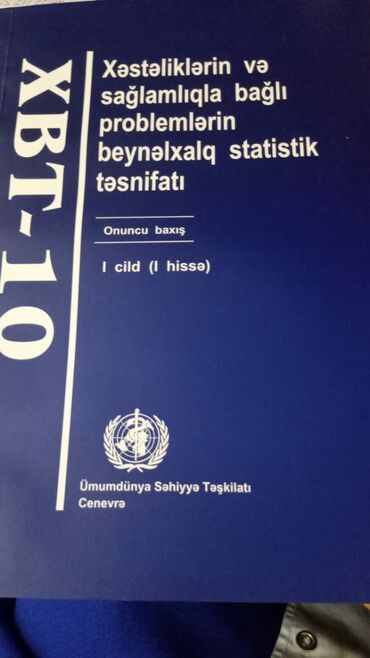 XBT-10
Xəstəliklərin və
sağlamlıqla bağlı
problemlərin
beynəlxalq statistik
təsnifatı
Onuncu baxış
I cild (I hissə)
Ümumdünya Səhiyyə Təşkilatı
Cenevrə